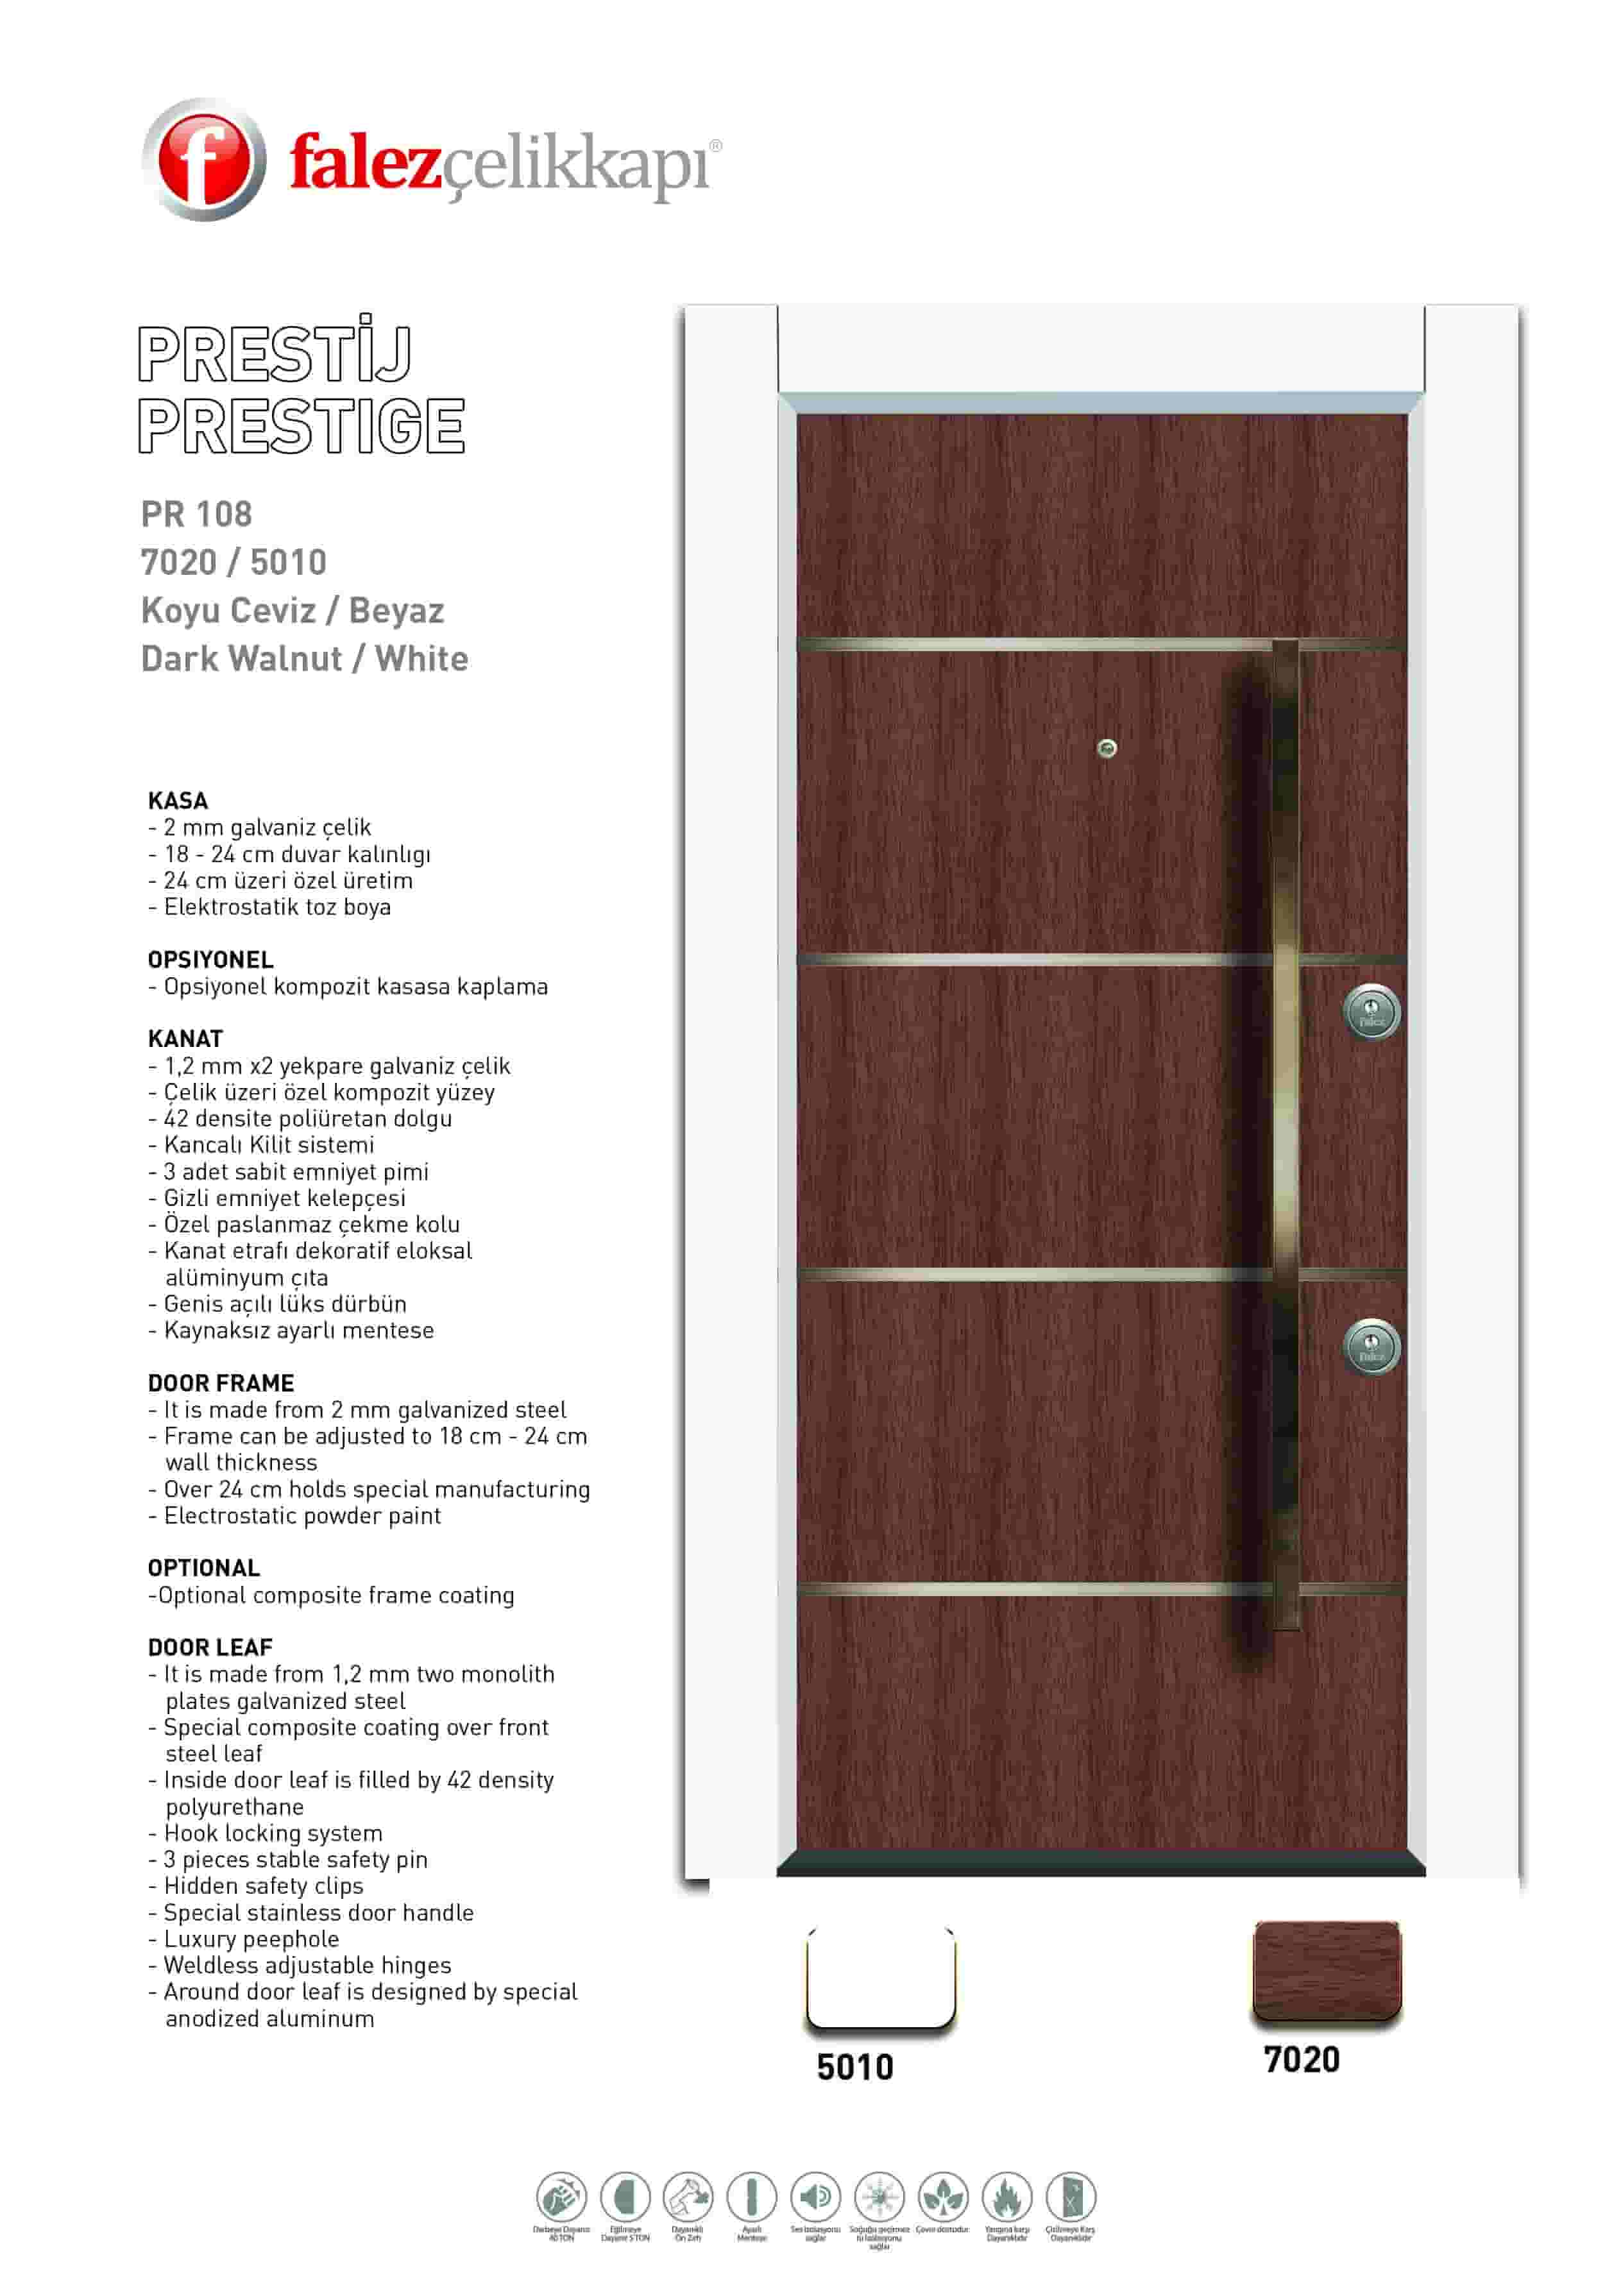 falezçelikkapı®
PRESTİJ
PRESTIGE
PR 108
7020 / 5010
Koyu Ceviz / Beyaz
Dark Walnut / White
KASA
- 2 mm galvaniz çelik
- 18 - 24 cm duvar kalınlıgı
- 24 cm üzeri özel üretim
- Elektrostatik toz boya
OPSIYONEL
- Opsiyonel kompozit kasasa kaplama
KANAT
- 1,2 mm x2 yekpare galvaniz çelik
- Çelik üzeri özel kompozit yüzey
- 42 densite poliüretan dolgu
- Kancalı Kilit sistemi
- 3 adet sabit emniyet pimi
- Gizli emniyet kelepçesi
- Özel paslanmaz çekme kolu
- Kanat etrafı dekoratif eloksal
alüminyum çıta
- Genis açılı lüks dürbün
- Kaynaksız ayarlı mentese
DOOR FRAME
- It is made from 2 mm galvanized steel
- Frame can be adjusted to 18 cm - 24 cm
wall thickness
- Over 24 cm holds special manufacturing
- Electrostatic powder paint
OPTIONAL
-Optional composite frame coating
DOOR LEAF
- It is made from 1,2 mm two monolith
plates galvanized steel
- Special composite coating over front
steel leaf
- Inside door leaf is filled by 42 density
polyurethane
- Hook locking system
- 3 pieces stable safety pin
- Hidden safety clips
- Special stainless door handle
- Luxury peephole
- Weldless adjustable hinges
- Around door leaf is designed by special
anodized aluminum
falez
falez
5010
7020
Darbeye Dayanır
40 TON
Eğilmeye
Dayanır 5 TON
Dayanıklı
Ön Zırh
Ayarlı
Menteşe
Ses izolasyonu
sağlar
Soğuğu geçirmez
Isı İzolasyonu
sağlar
Çevre dostudur.
Yangına karşı
Dayanıklıdır
Çizilmeye Karş
Dayanıklıdır